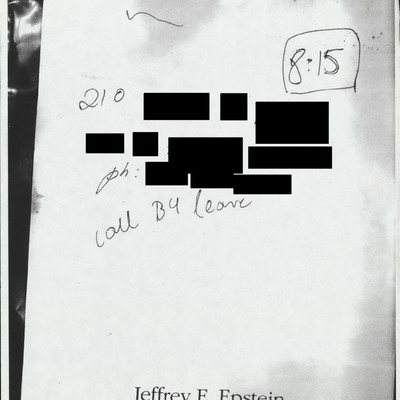 8:15
210
ph:
call B4 leave
Jeffrey E. Epstein